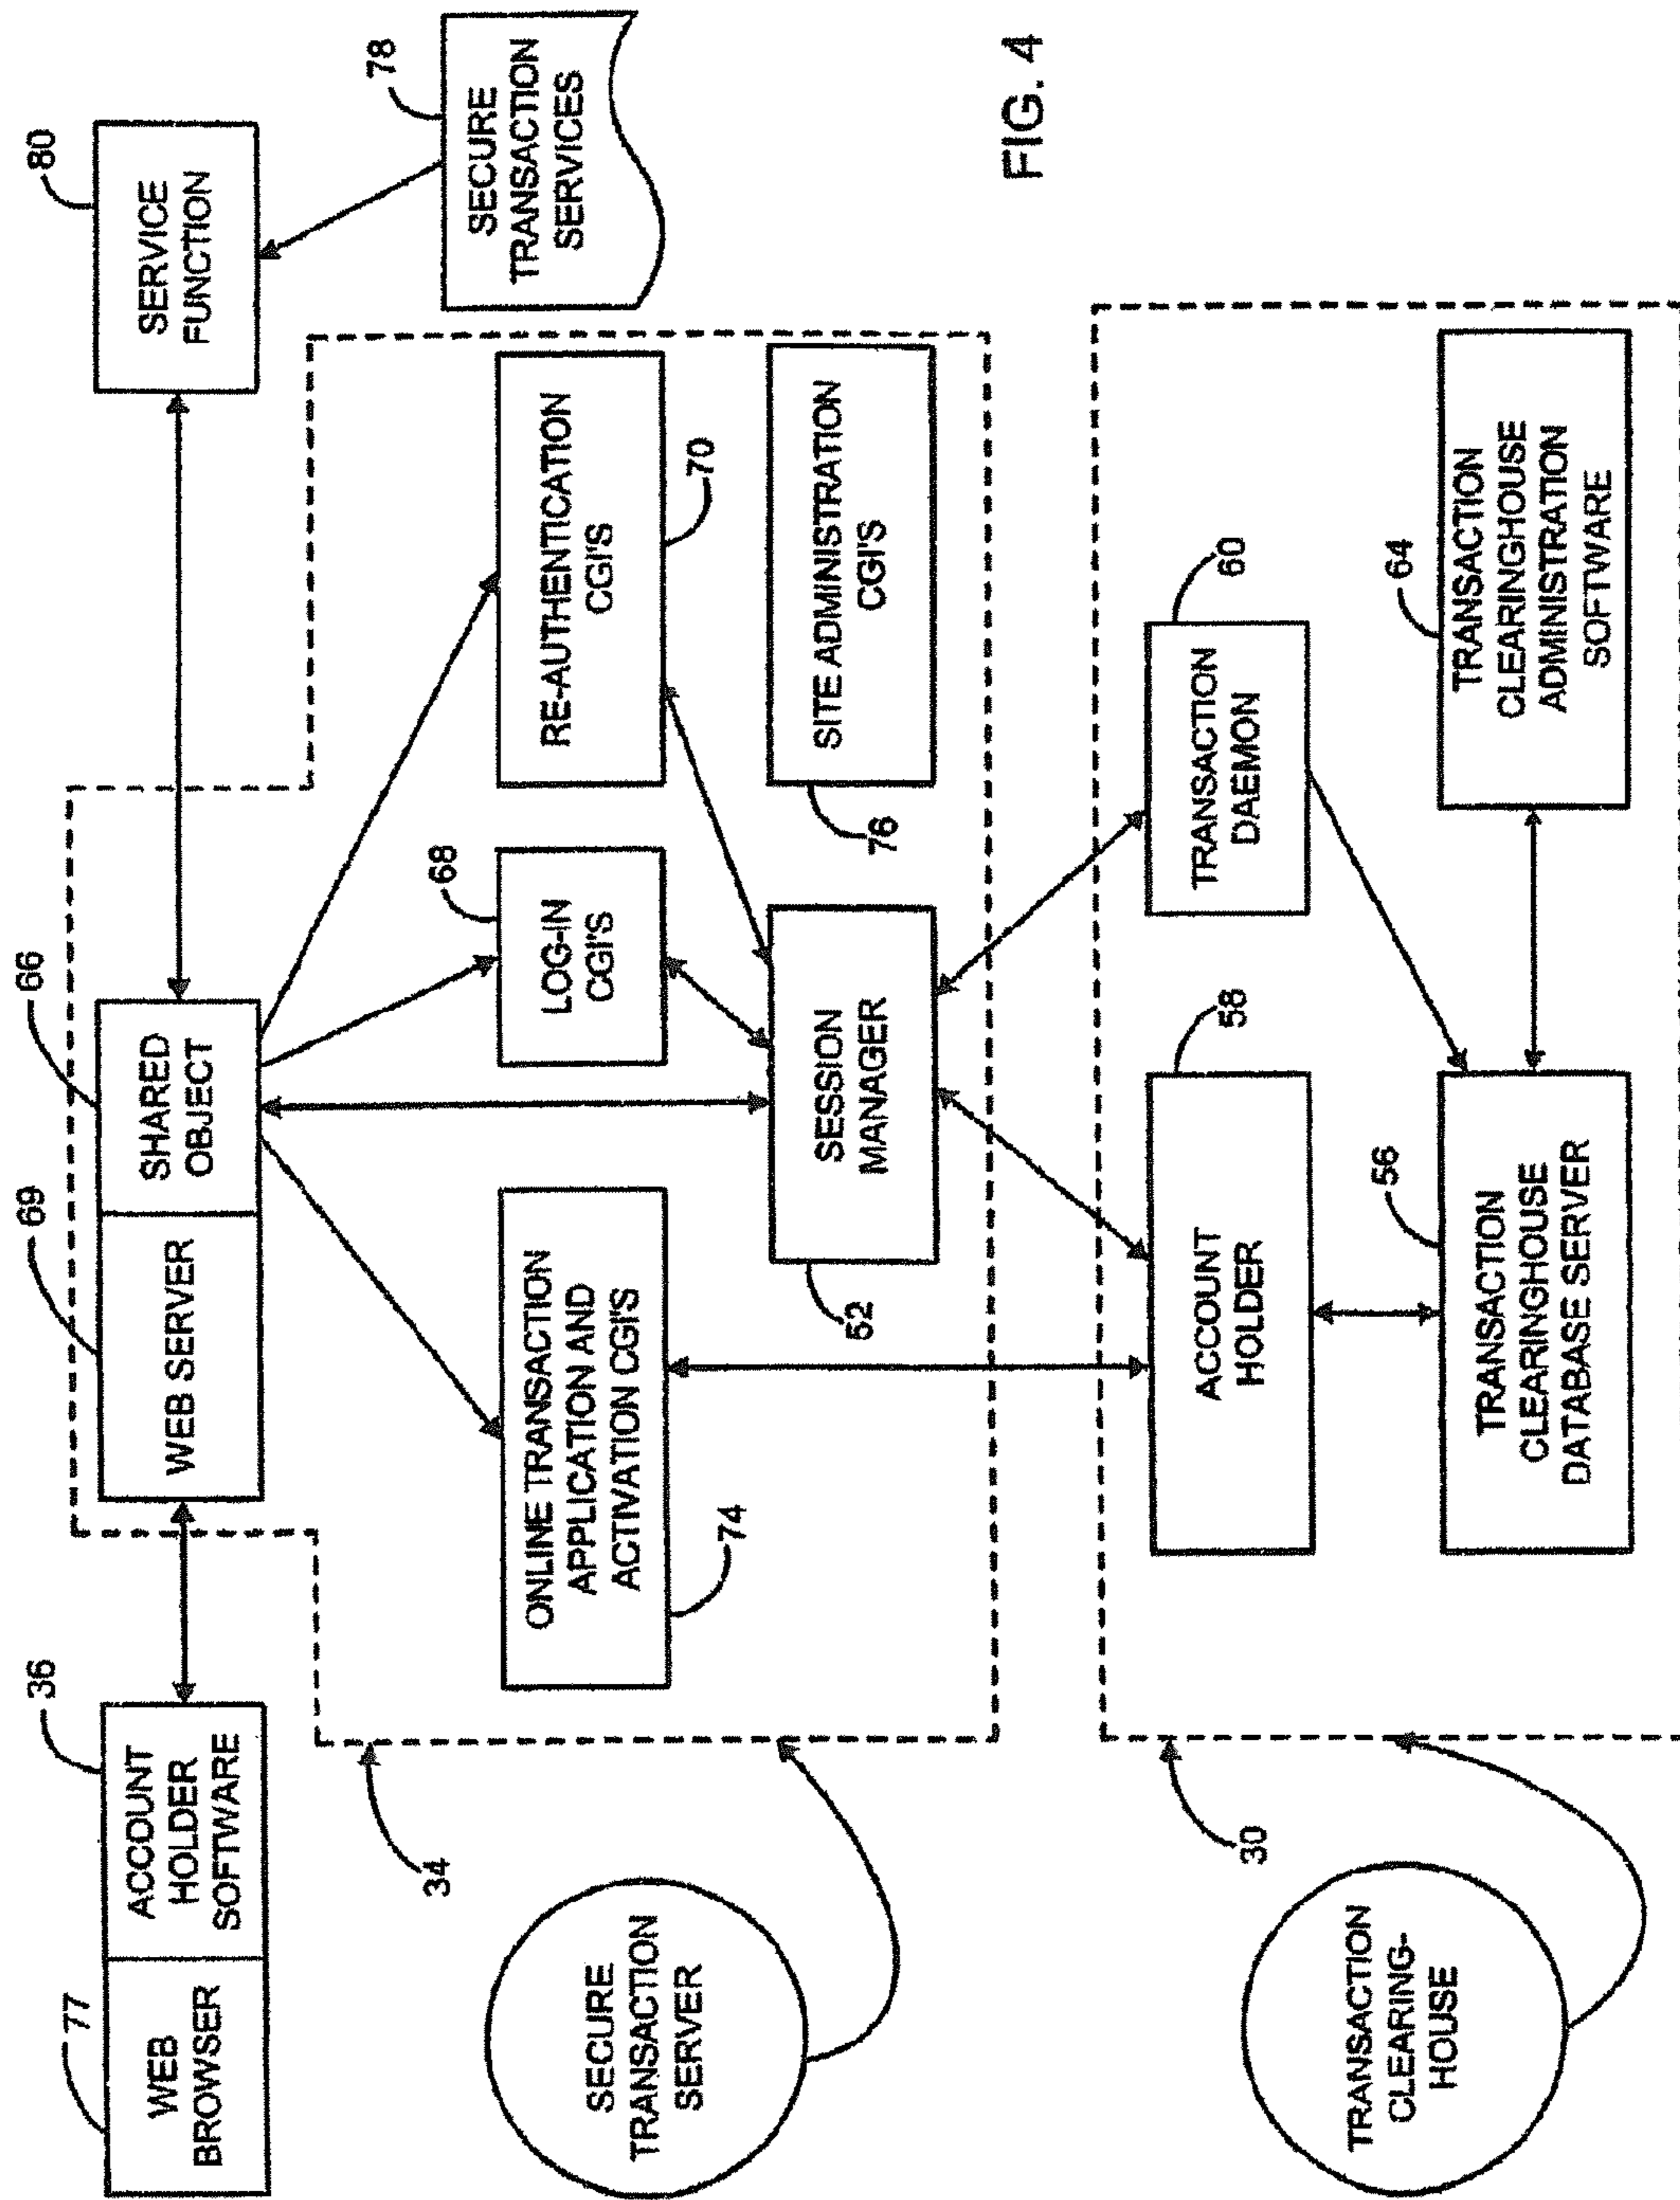 77
WEB
BROWSER
36
ACCOUNT
HOLDER
SOFTWARE
69
WEB SERVER
66
SHARED
OBJECT
80
SERVICE
FUNCTION
78
SECURE
TRANSACTION
SERVICES
34
SECURE
TRANSACTION
SERVER
ONLINE TRANSACTION
APPLICATION AND
ACTIVATION CGI'S
74
68
LOG-IN
CGI'S
RE-AUTHENTICATION
CGI'S
70
52
SESSION
MANAGER
76
SITE ADMINISTRATION
CGI'S
FIG. 4
30
TRANSACTION
CLEARING-
HOUSE
58
ACCOUNT
HOLDER
60
TRANSACTION
DAEMON
56
TRANSACTION
CLEARINGHOUSE
DATABASE SERVER
64
TRANSACTION
CLEARINGHOUSE
ADMINISTRATION
SOFTWARE